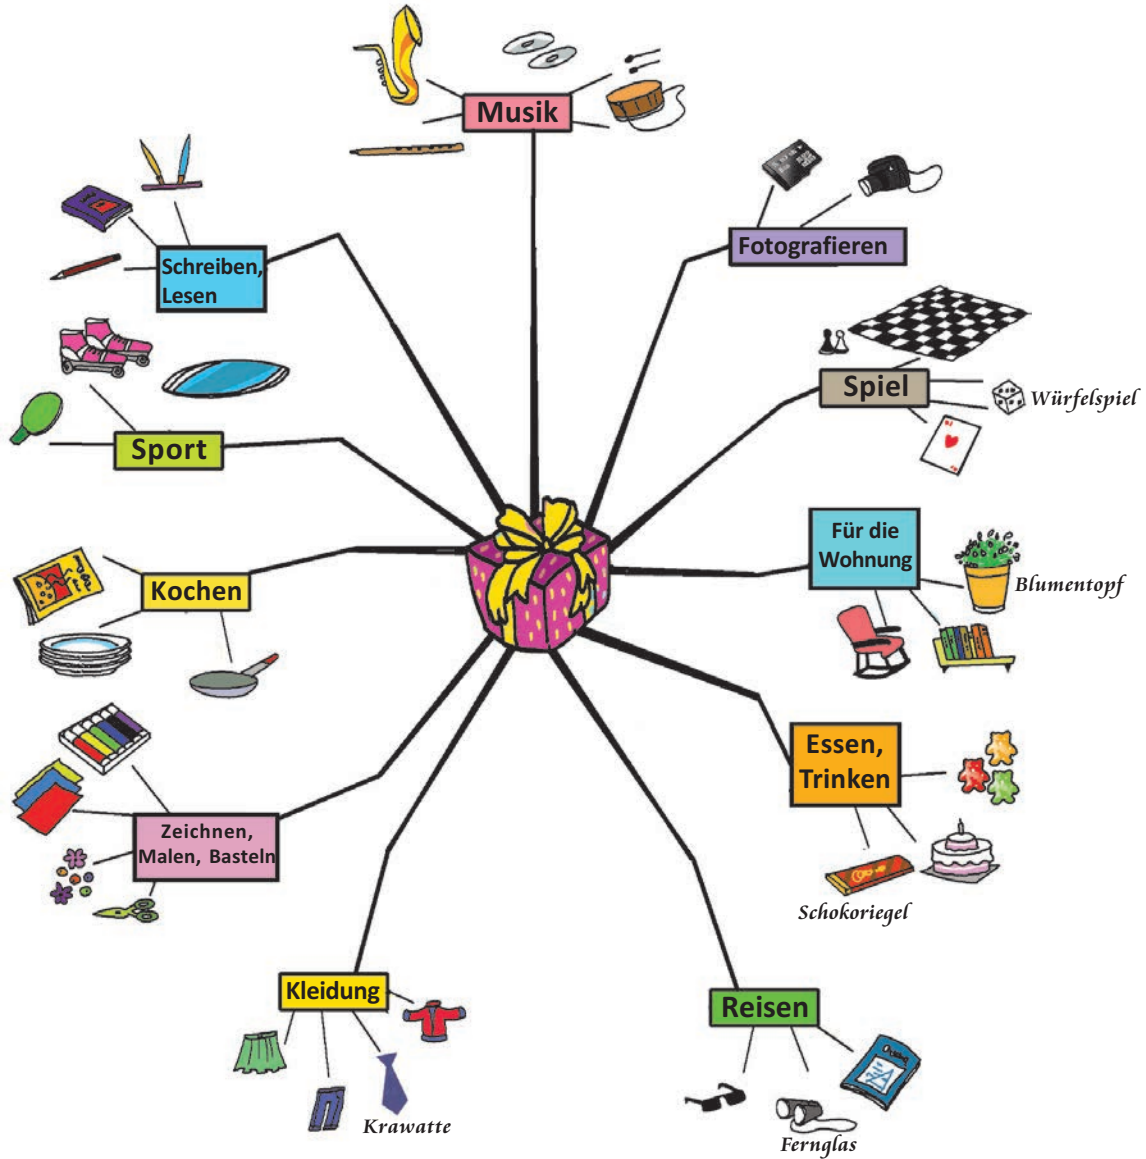 Musik
Fotografieren
Schreiben,
Lesen
Spiel
Würfelspiel
Sport
Für die
Wohnung
Blumentopf
Kochen
Essen,
Trinken
Schokoriegel
Zeichnen,
Malen, Basteln
Kleidung
Krawatte
Reisen
Fernglas